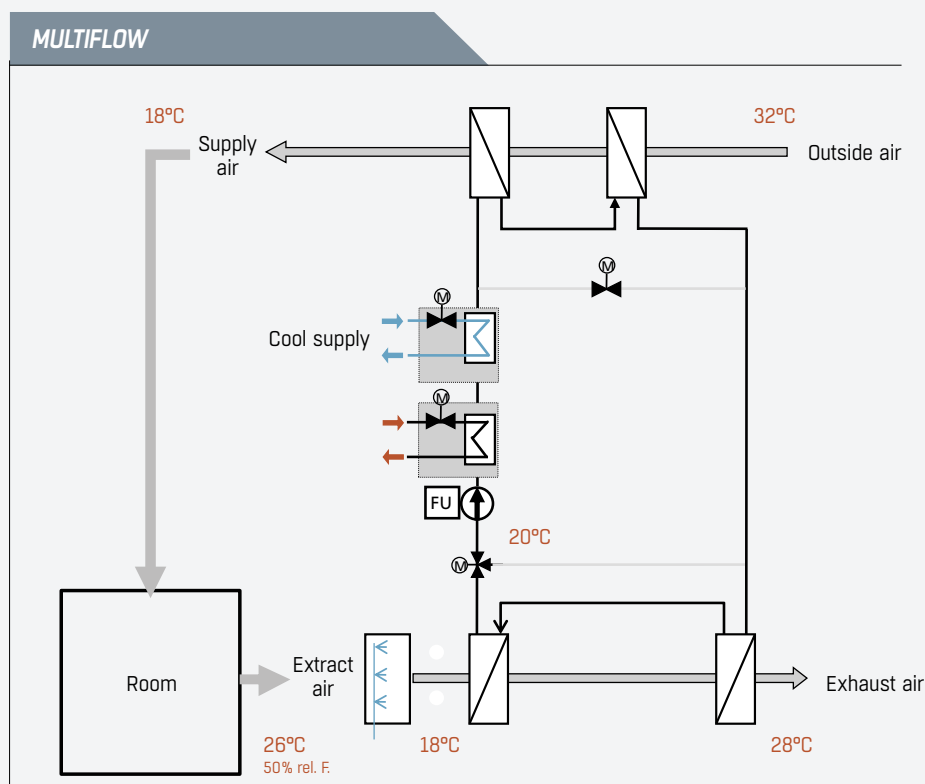 MULTIFLOW
18°C
32°C
Supply
air
Outside air
M
M
Cool supply
M
FU
20°C
M
Room
Extract
air
Exhaust air
26°C
50% rel. F.
18°C
28°C